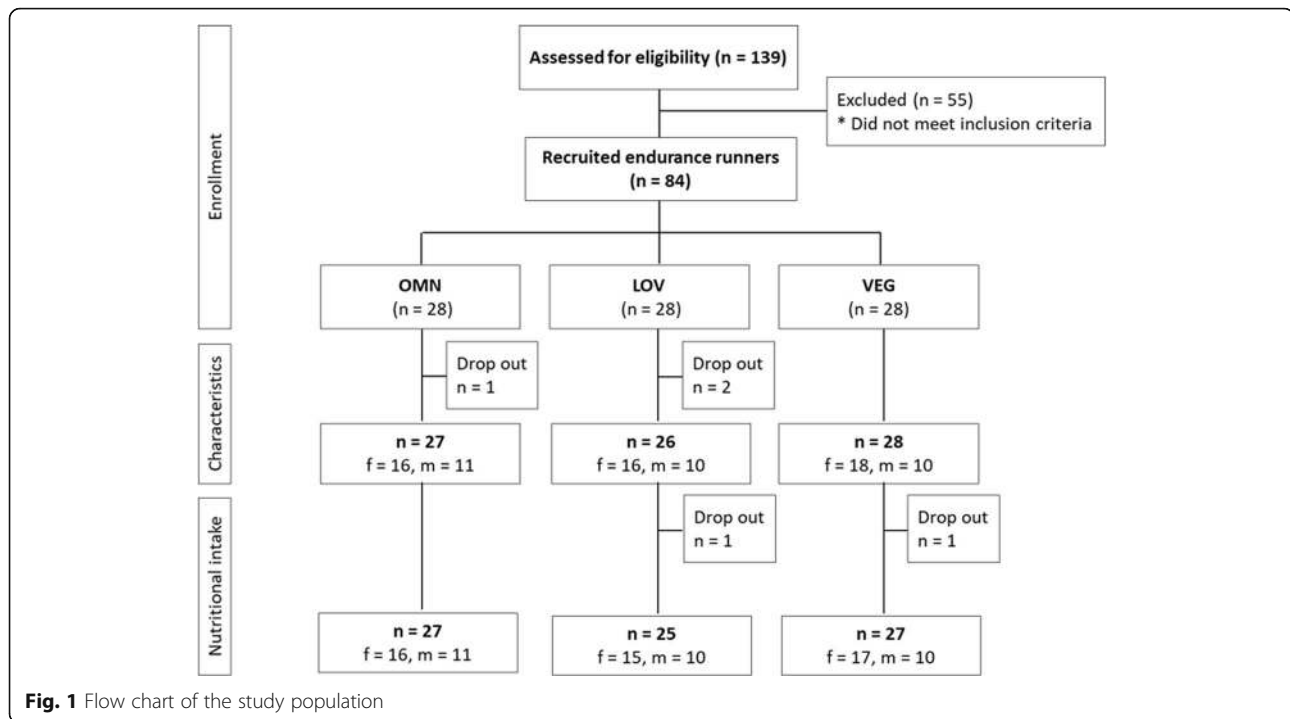 Enrollment
Assessed for eligibility (n = 139)
Excluded (n = 55)
* Did not meet inclusion criteria
Recruited endurance runners
(n = 84)
OMN
(n = 28)
LOV
(n = 28)
VEG
(n = 28)
Characteristics
Drop out
n = 1
Drop out
n = 2
n = 27
f = 16, m = 11
n = 26
f = 16, m = 10
n = 28
f = 18, m = 10
Nutritional intake
Drop out
n = 1
Drop out
n = 1
n = 27
f = 16, m = 11
n = 25
f = 15, m = 10
n = 27
f = 17, m = 10
Fig. 1 Flow chart of the study population